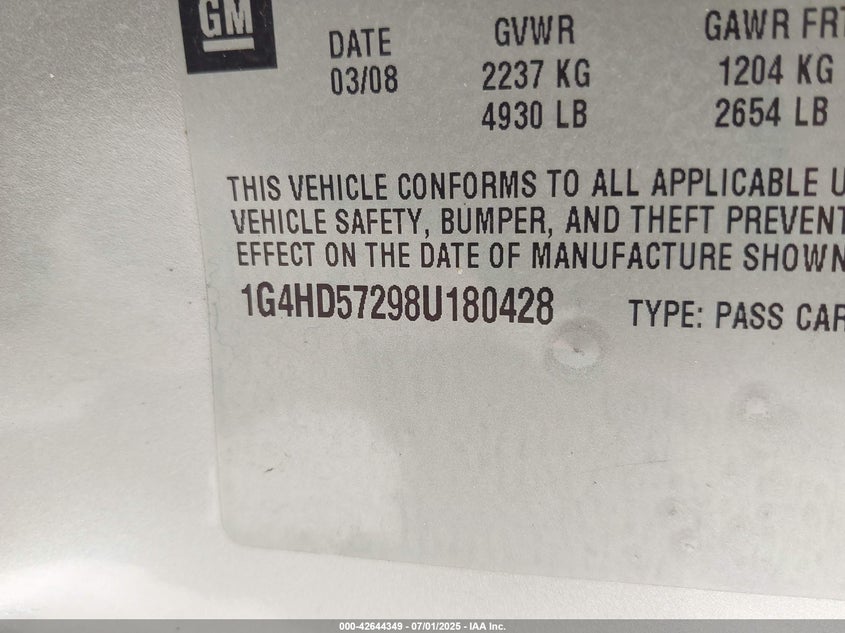 GM
DATE GVWR GAWR FRT
03/08 2237 KG 1204 KG
4930 LB 2654 LB
THIS VEHICLE CONFORMS TO ALL APPLICABLE U
VEHICLE SAFETY, BUMPER, AND THEFT PREVENT
EFFECT ON THE DATE OF MANUFACTURE SHOWN
1G4HD57298U180428 TYPE: PASS CAR
000-42644349 - 07/01/2025 - IAA Inc.